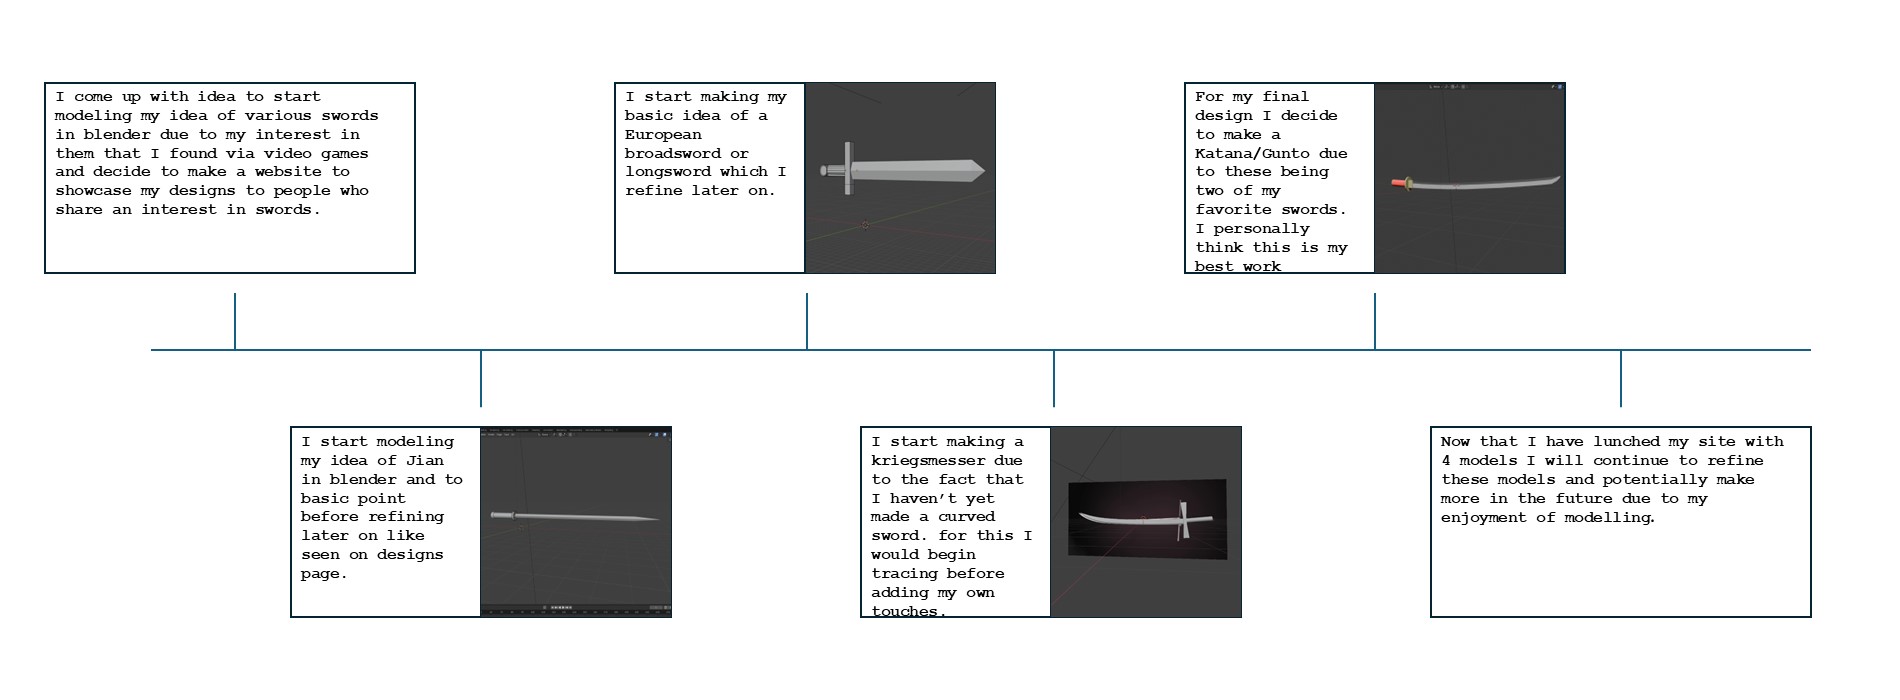 I come up with idea to start
modeling my idea of various swords
in blender due to my interest in
them that I found via video games
and decide to make a website to
showcase my designs to people who
share an interest in swords.
I start modeling
my idea of Jian
in blender and to
basic point
before refining
later on like
seen on designs
page.
I start making my
basic idea of a
European
broadsword or
longsword which I
refine later on.
I start making a
kriegsmesser due
to the fact that
I haven’t yet
made a curved
sword. for this I
would begin
tracing before
adding my own
touches.
For my final
design I decide
to make a
Katana/Gunto due
to these being
two of my
favorite swords.
I personally
think this is my
best work
Now that I have lunched my site with
4 models I will continue to refine
these models and potentially make
more in the future due to my
enjoyment of modelling.